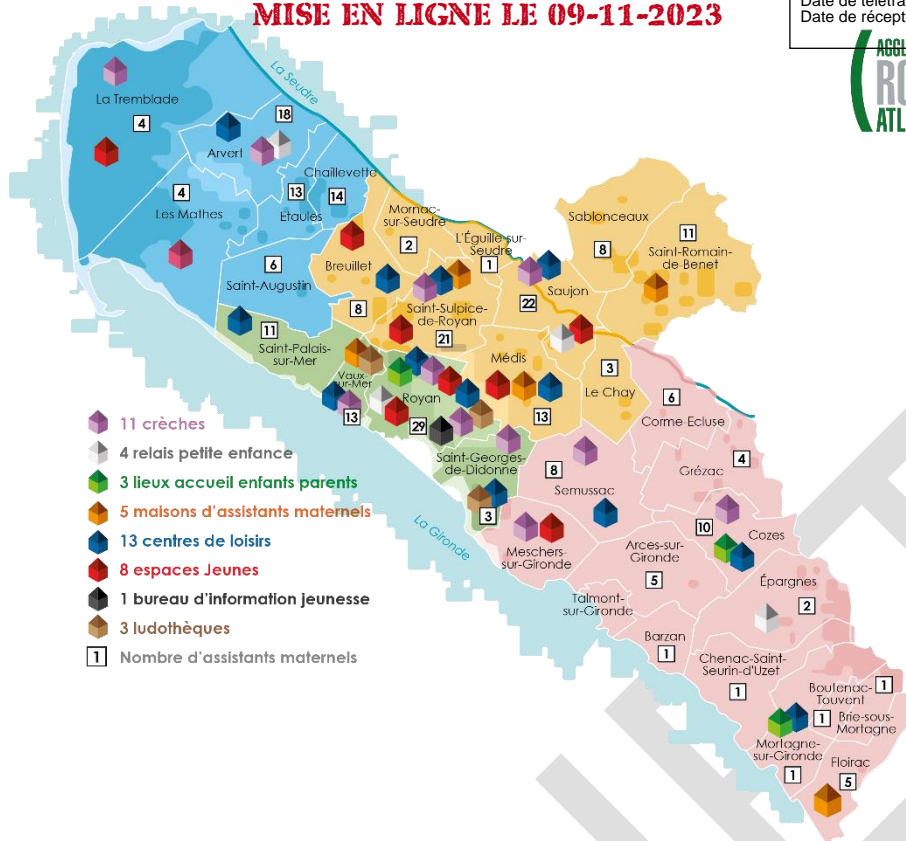 MISE EN LIGNE LE 09-11-2023
Date de télétra
Date de récept
AGGL
RO
ATL
La Seudre
La Tremblade
4
18
Arvert
Chaillevette
13
14
4
Les Mathes
Etaules
Mornac-
sur-Seudre
2
L'Éguille-sur-
Seudre
1
Sablonceaux
8
11
Saint-Romain-
de-Benet
6
Saint-Augustin
Breuillet
8
Saint-Sulpice-
de-Royan
21
22
Saujon
11
Saint-Palais-
sur-Mer
Vaux-
sur-Mer
13
Royan
29
Médis
13
3
Le Chay
6
Corme Ecluse
4
Grézac
Saint-Georges-
de-Didonne
3
8
Semussac
10
Cozes
La Gironde
Meschers-
sur-Gironde
Arces-sur-
Gironde
5
Épargnes
2
Talmont-
sur-Gironde
Barzan
1
Chenac-Saint-
Seurin-d'Uzet
1
Boutenac-
Touvent
1
1
Brie-sous-
Mortagne
Mortagne-
sur-Gironde
1
Floirac
5
11 crèches
4 relais petite enfance
3 lieux accueil enfants parents
5 maisons d'assistants maternels
13 centres de loisirs
8 espaces Jeunes
1 bureau d'information jeunesse
3 ludothèques
1 Nombre d'assistants maternels